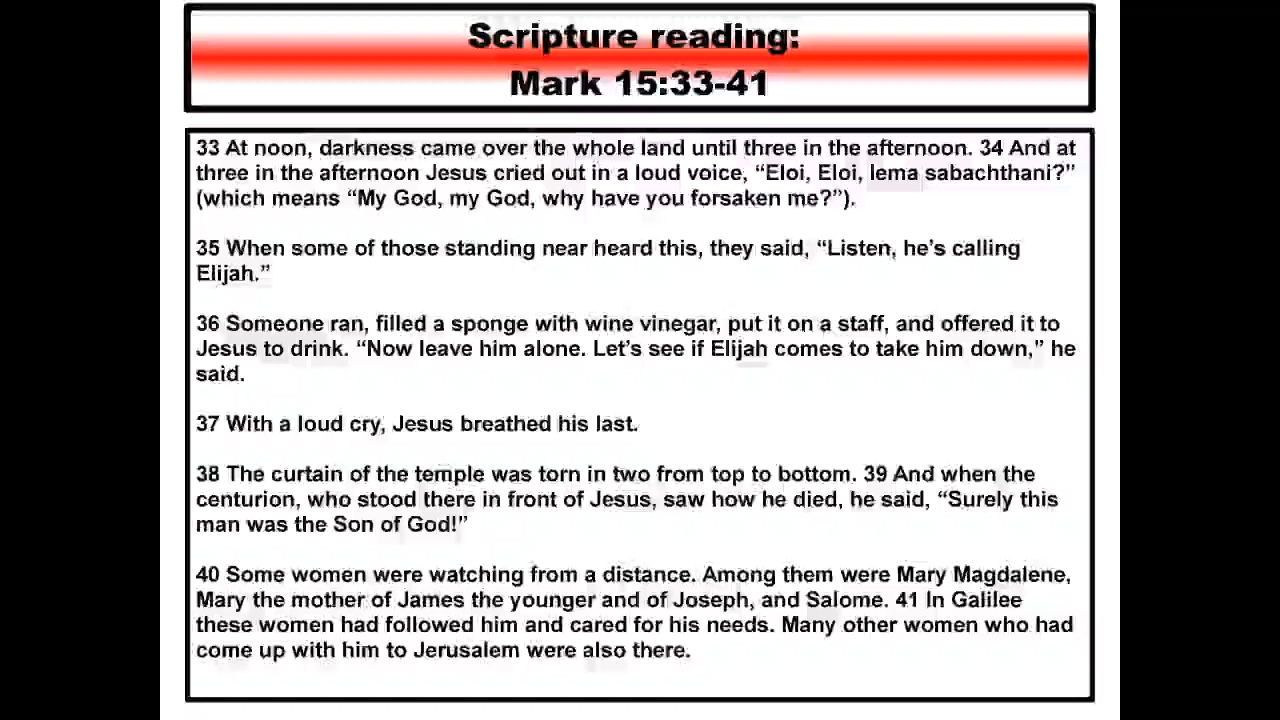 Scripture reading:
Mark 15:33-41
33 At noon, darkness came over the whole land until three in the afternoon. 34 And at
three in the afternoon Jesus cried out in a loud voice, “Eloi, Eloi, lema sabachthani?”
(which means “My God, my God, why have you forsaken me?”).
35 When some of those standing near heard this, they said, “Listen, he’s calling
Elijah.”
36 Someone ran, filled a sponge with wine vinegar, put it on a staff, and offered it to
Jesus to drink. “Now leave him alone. Let’s see if Elijah comes to take him down,” he
said.
37 With a loud cry, Jesus breathed his last.
38 The curtain of the temple was torn in two from top to bottom. 39 And when the
centurion, who stood there in front of Jesus, saw how he died, he said, “Surely this
man was the Son of God!”
40 Some women were watching from a distance. Among them were Mary Magdalene,
Mary the mother of James the younger and of Joseph, and Salome. 41 In Galilee
these women had followed him and cared for his needs. Many other women who had
come up with him to Jerusalem were also there.